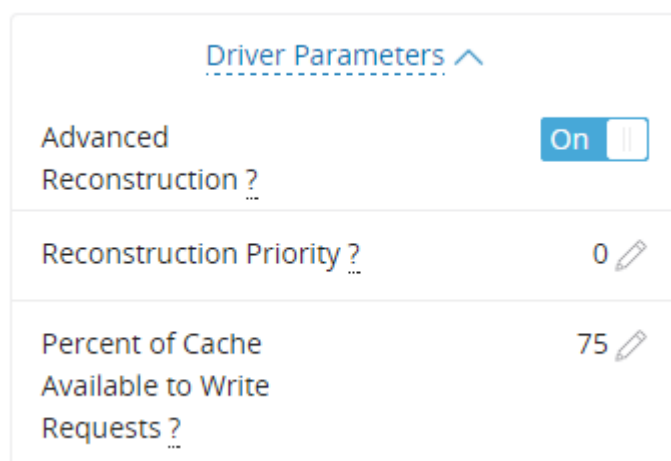 Driver Parameters
Advanced
On
Reconstruction ?
Reconstruction Priority ?
0
Percent of Cache
75
Available to Write
Requests ?